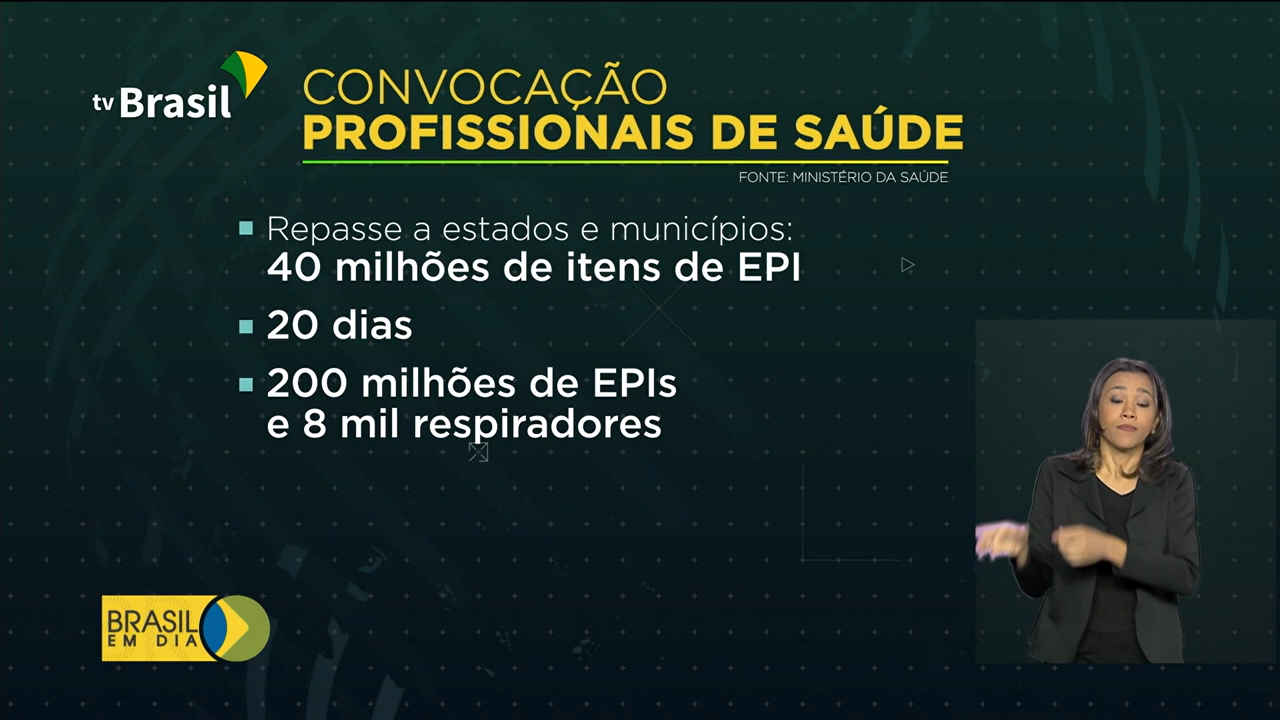 tv Brasil
CONVOCAÇÃO
PROFISSIONAIS DE SAÚDE
FONTE: MINISTÉRIO DA SAÚDE
Repasse a estados e municípios:
40 milhões de itens de EPI
20 dias
200 milhões de EPIs
e 8 mil respiradores
BRASIL
EM DIA